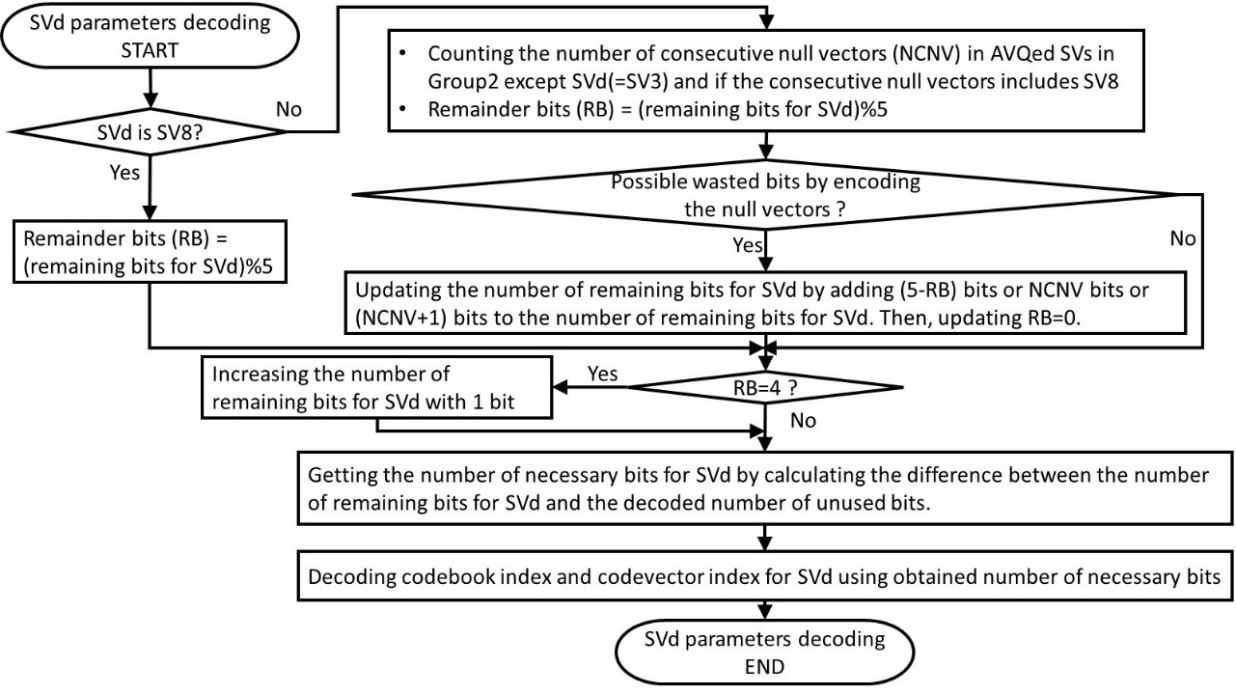 SVd parameters decoding
START
SVd is SV8?
No
Yes
Remainder bits (RB) =
(remaining bits for SVd)%5
• Counting the number of consecutive null vectors (NCNV) in AVQed SVs in
Group2 except SVd(=SV3) and if the consecutive null vectors includes SV8
• Remainder bits (RB) = (remaining bits for SVd)%5
Possible wasted bits by encoding
the null vectors ?
Yes
No
Updating the number of remaining bits for SVd by adding (5-RB) bits or NCNV bits or
(NCNV+1) bits to the number of remaining bits for SVd. Then, updating RB=0.
RB=4 ?
Yes
Increasing the number of
remaining bits for SVd with 1 bit
No
Getting the number of necessary bits for SVd by calculating the difference between the number
of remaining bits for SVd and the decoded number of unused bits.
Decoding codebook index and codevector index for SVd using obtained number of necessary bits
SVd parameters decoding
END